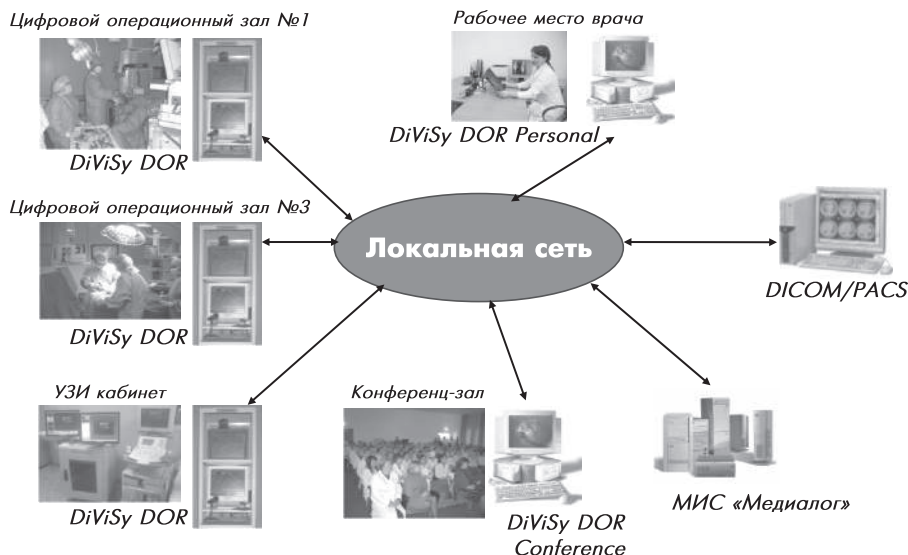 Цифровой операционный зал №1
DiViSy DOR
Рабочее место врача
DiViSy DOR Personal
Цифровой операционный зал №3
DiViSy DOR
Локальная сеть
DICOM/PACS
УЗИ кабинет
DiViSy DOR
Конференц-зал
DiViSy DOR
Conference
МИС «Медиалог»